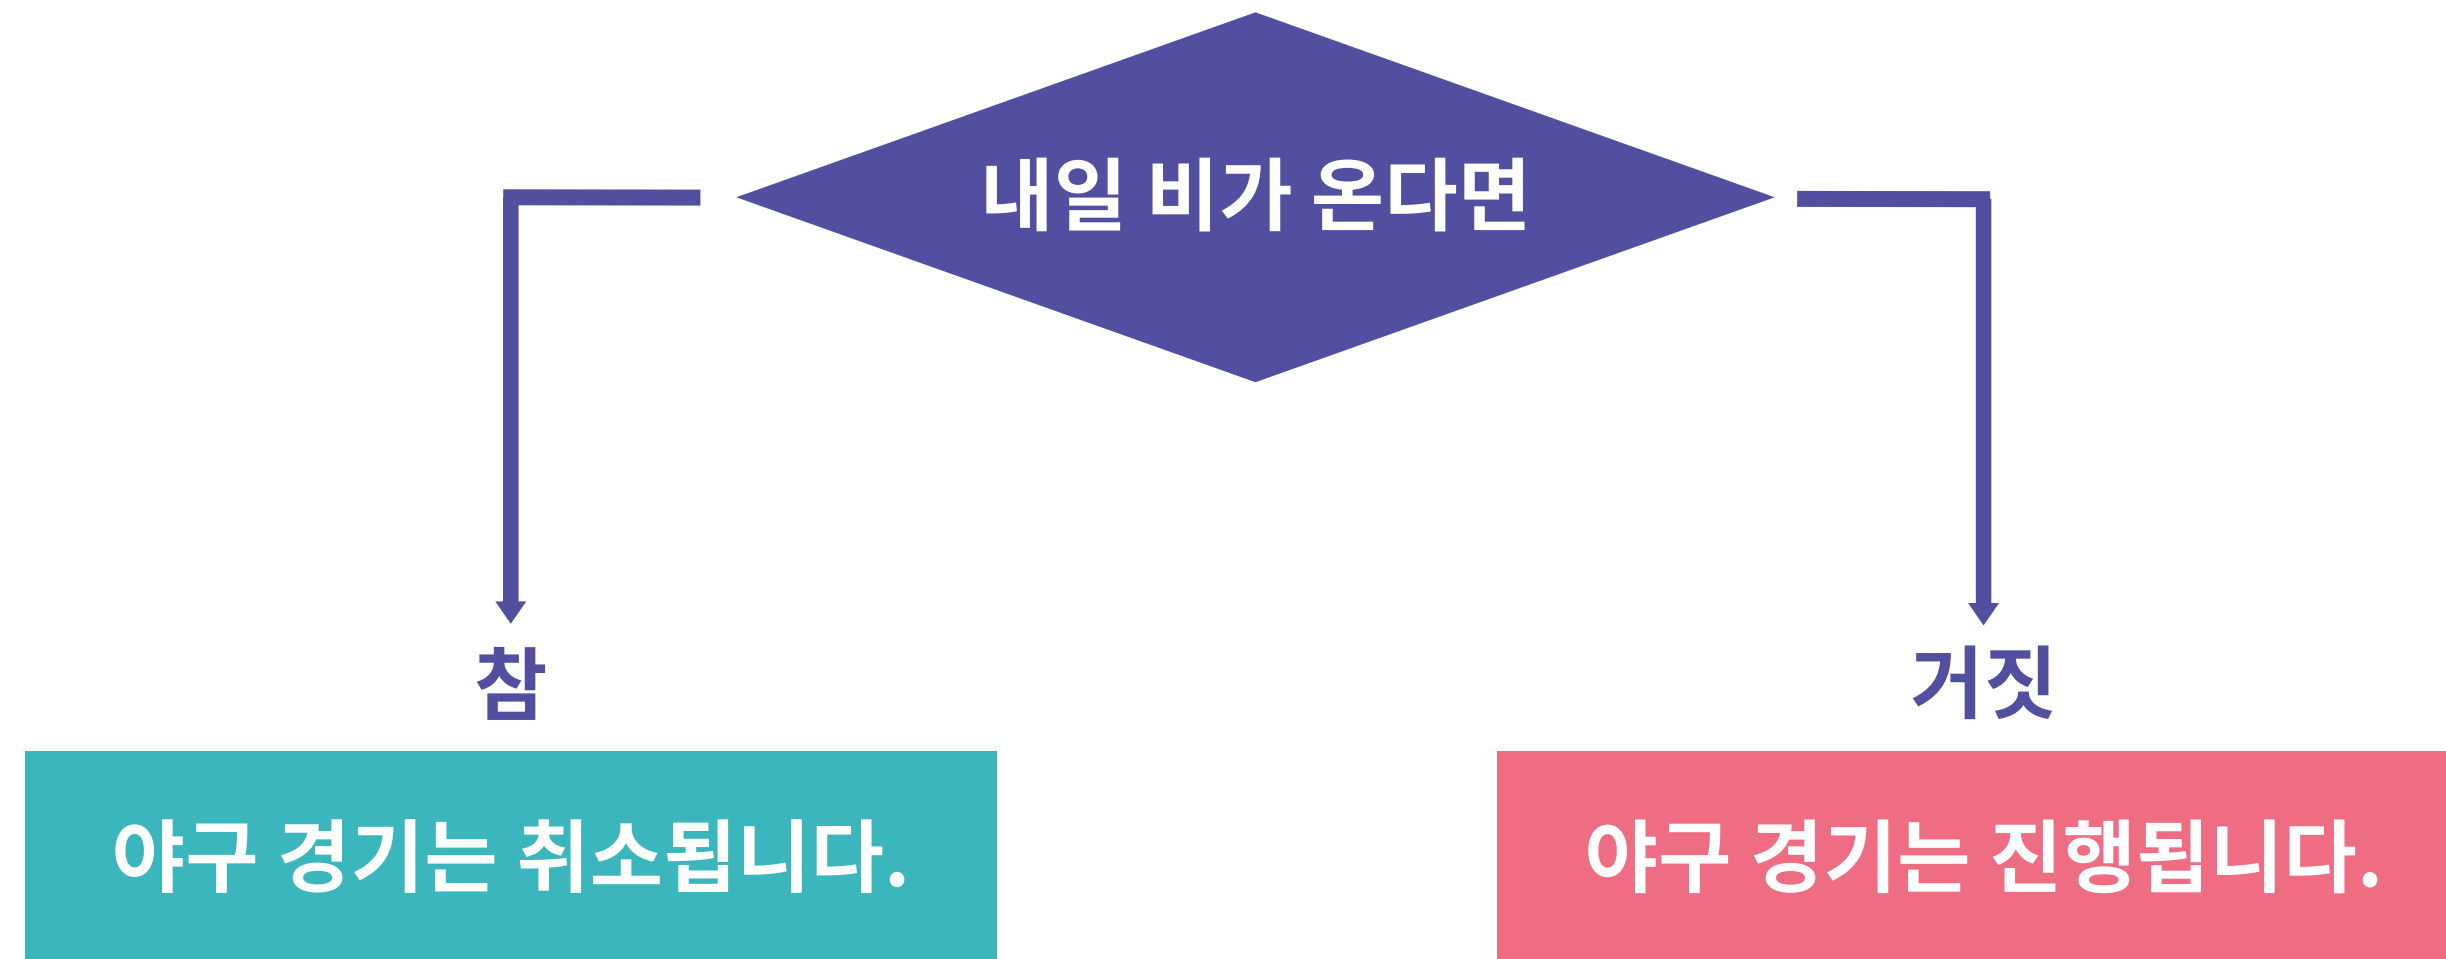 내일 비가 온다면
참
거짓
야구 경기는 취소됩니다.
야구 경기는 진행됩니다.